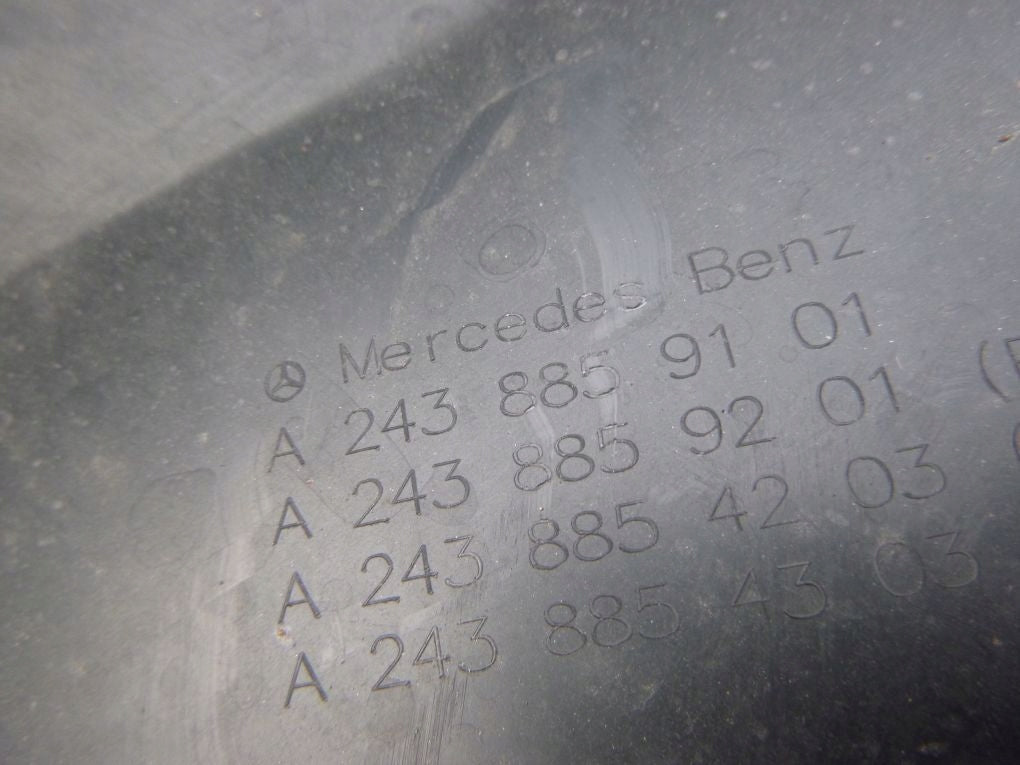 Mercedes Benz
A 243 885 91 01
A 243 885 92 01
A 243 885 42 03
A 243 885 43 03